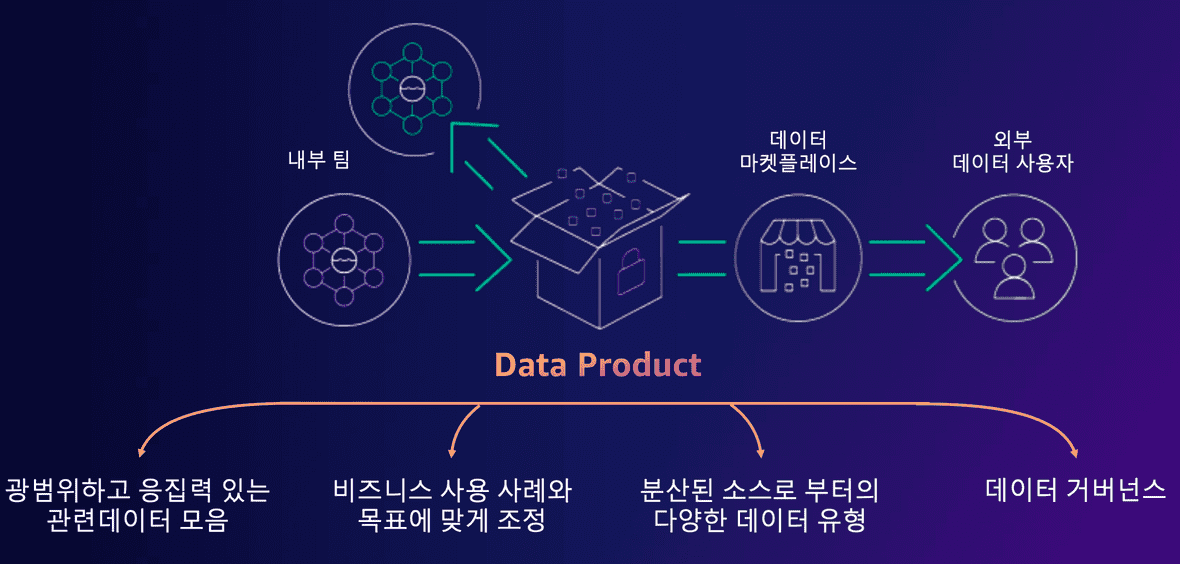 내부 팀
데이터
마켓플레이스
외부
데이터 사용자
Data Product
광범위하고 응집력 있는
관련데이터 모음
비즈니스 사용 사례와
목표에 맞게 조정
분산된 소스로 부터의
다양한 데이터 유형
데이터 거버넌스